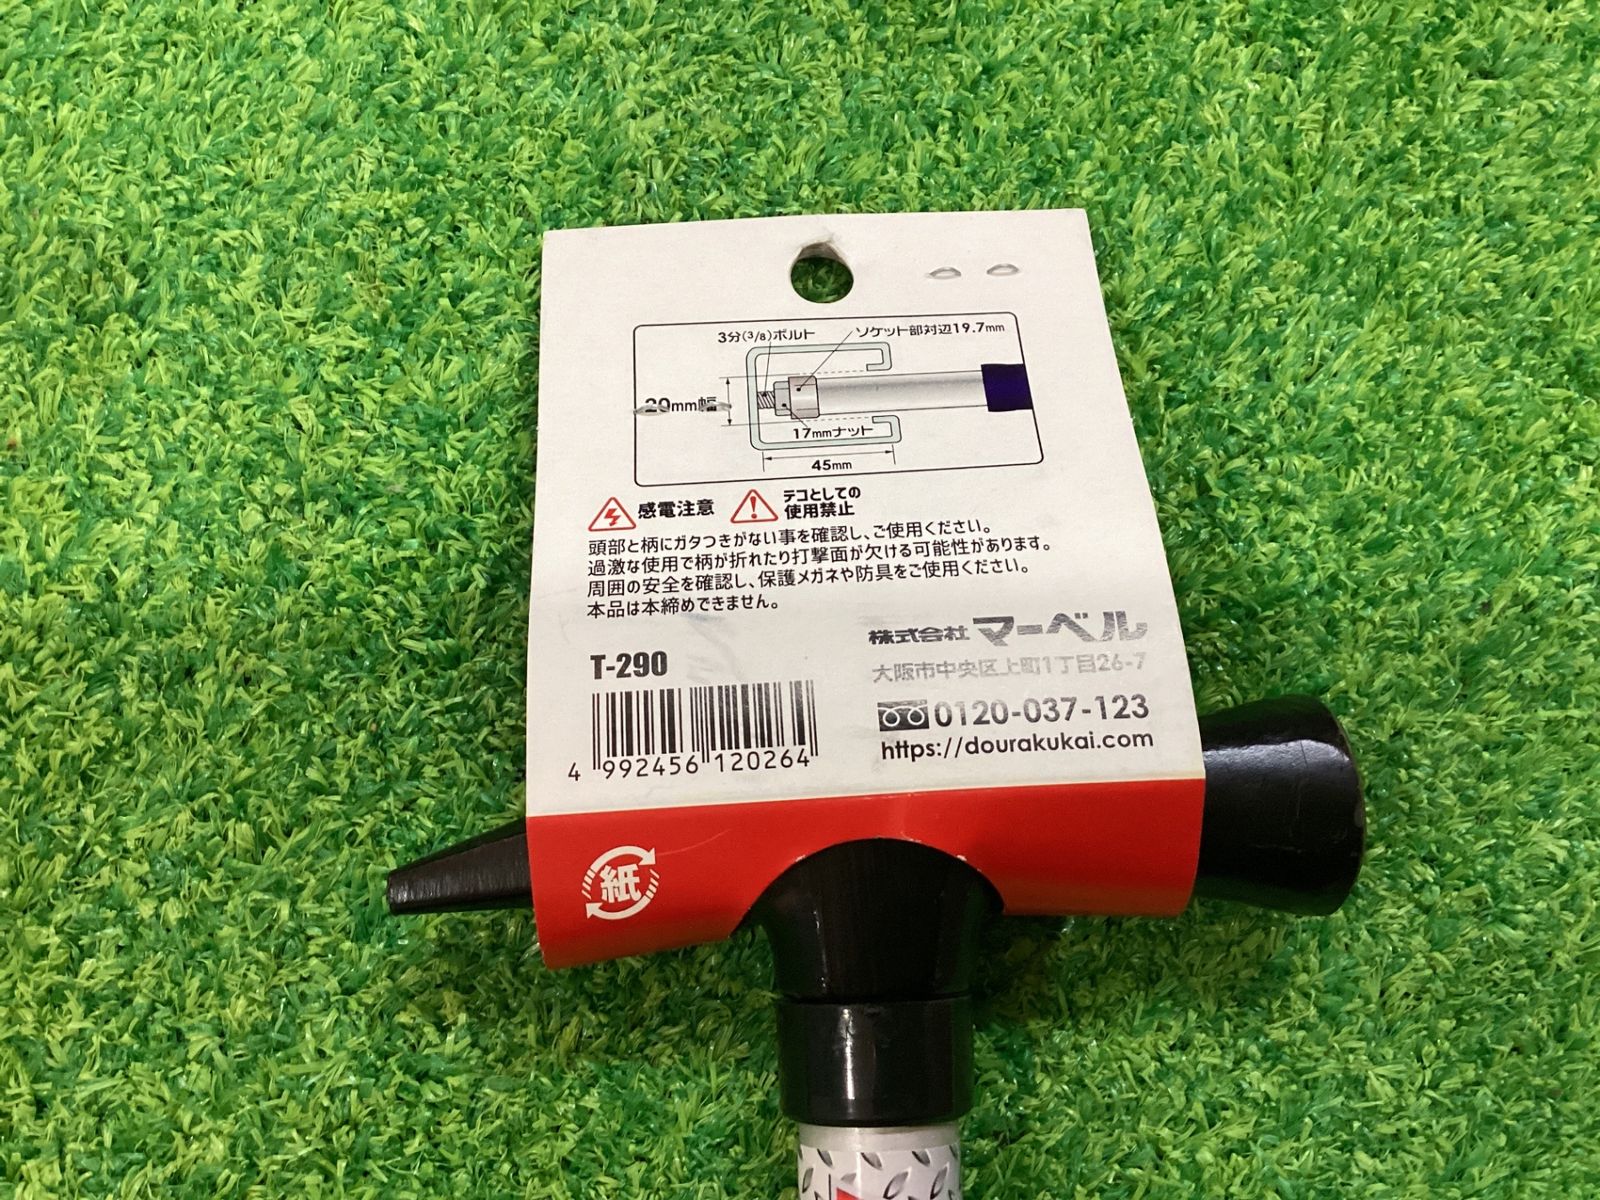 3分(3/8)ボルト
ソケット部対辺19.7mm
20mm幅
17mmナット
45mm
感電注意
テコとしての
使用禁止
頭部と柄にガタつきがない事を確認し、ご使用ください。
過激な使用で柄が折れたり打撃面が欠ける可能性があります。
周囲の安全を確認し、保護メガネや防具をご使用ください。
本品は本締めできません。
株式会社マーベル
大阪市中央区上町1丁目26-7
T-290
0120-037-123
https://dourakukai.com
4 992456 120264
紙